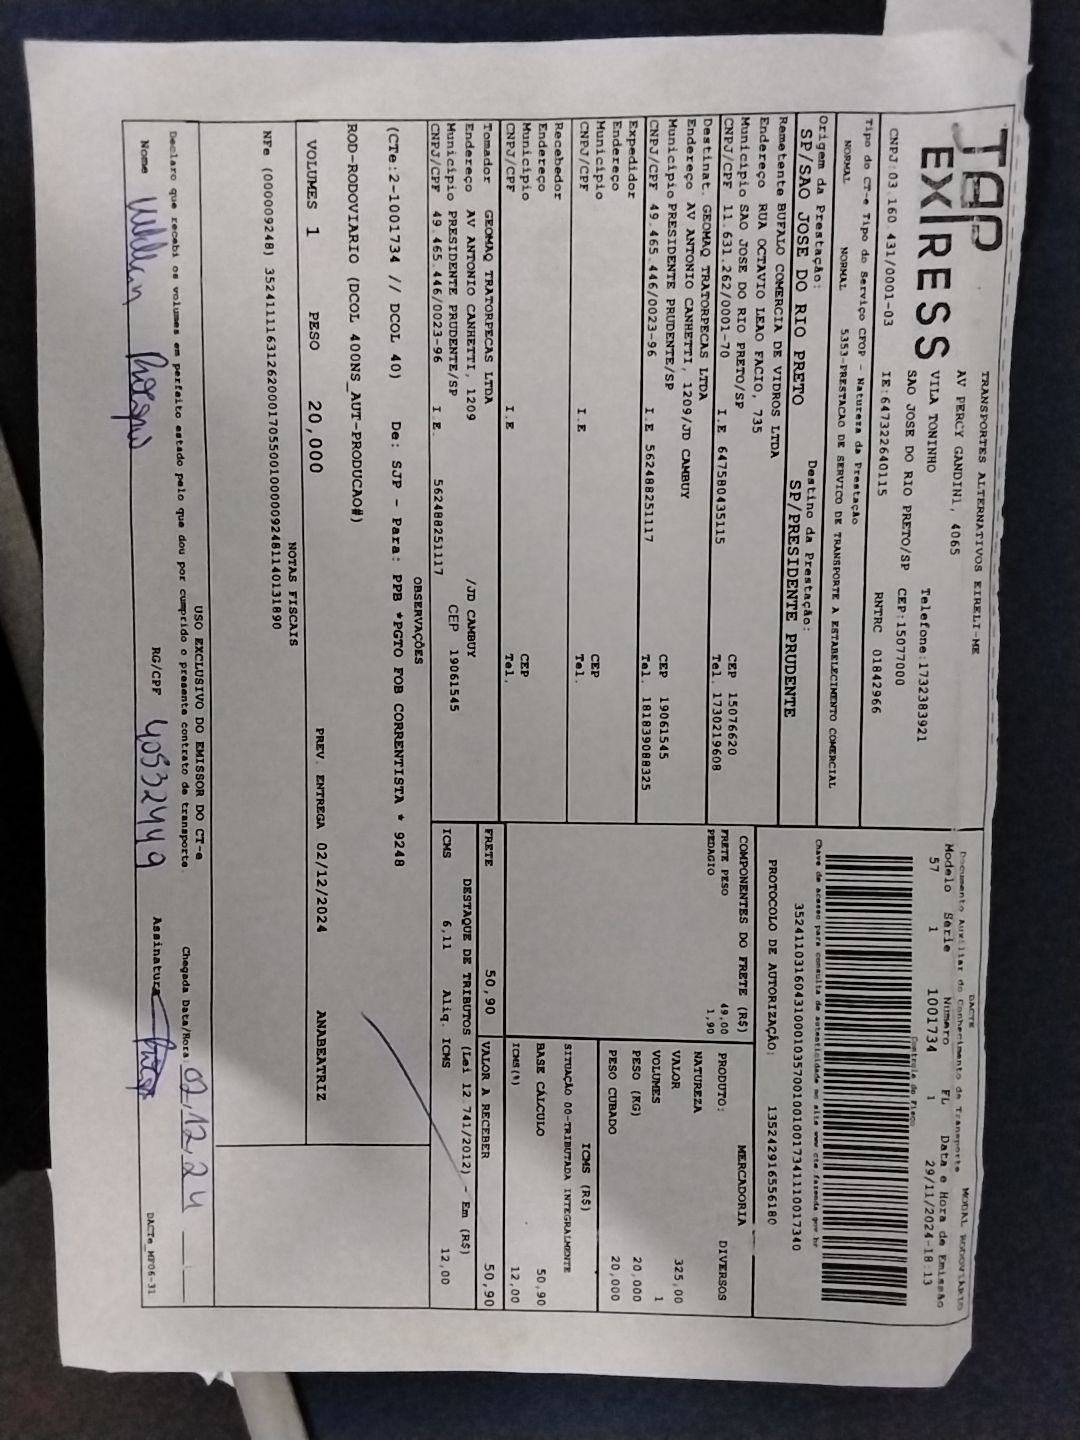 TAP EXPRESS
TRANSPORTES ALTERNATIVOS EIRELI-ME
AV PERCY GANDINI, 4065
VILA TONINHO
Telefone:1732383921
SAO JOSE DO RIO PRETO/SP CEP:15077000
CNPJ:03.160.431/0001-03 IE:647322640115 RNTRC 01842966
DACTE MODAL RODOVIARIO
Documento Auxiliar do Conhecimento de Transporte
Modelo Série Número FL Data e Hora de Emissão
57 1 1001734 1 29/11/2024-18:13
Controle do Fisco
Chave de acesso para consulta de autenticidade no site www.cte.fazenda.gov.br
35241103160431000103570010010017341110017340
PROTOCOLO DE AUTORIZAÇÃO: 135242916556180
Tipo do CT-e Tipo do Serviço CFOP - Natureza da Prestação
NORMAL NORMAL 5353-PRESTACAO DE SERVICO DE TRANSPORTE A ESTABELECIMENTO COMERCIAL
Origem da Prestação: Destino da Prestação:
SP/SAO JOSE DO RIO PRETO SP/PRESIDENTE PRUDENTE
Remetente BUFALO COMERCIA DE VIDROS LTDA
Endereço RUA OCTAVIO LEAO FACIO, 735
Município SAO JOSE DO RIO PRETO/SP CEP 15076620
CNPJ/CPF 11.631.262/0001-70 I.E 647580435115 Tel. 1730219608
Destinat. GEOMAQ TRATORPECAS LTDA
Endereço AV ANTONIO CANHETTI, 1209/JD CAMBUY
Município PRESIDENTE PRUDENTE/SP CEP 19061545
CNPJ/CPF 49.465.446/0023-96 I.E 562488251117 Tel. 1818390883​25
Expedidor
Endereço
Município CEP
CNPJ/CPF I.E Tel.
Recebedor
Endereço
Município CEP
CNPJ/CPF I.E Tel.
Tomador GEOMAQ TRATORPECAS LTDA
Endereço AV ANTONIO CANHETTI, 1209 /JD CAMBUY
Município PRESIDENTE PRUDENTE/SP CEP 19061545
CNPJ/CPF 49.465.446/0023-96 I.E. 562488251117
COMPONENTES DO FRETE (R$)
FRETE PESO 49,00
PEDAGIO 1,90
PRODUTO: MERCADORIA
NATUREZA DIVERSOS
VALOR 325,00
VOLUMES 1
PESO (KG) 20,000
PESO CUBADO 20,000
ICMS (R$)
SITUAÇÃO 00-TRIBUTADA INTEGRALMENTE
BASE CÁLCULO 50,90
ICMS(%) 12,00
FRETE 50,90 VALOR A RECEBER 50,90
DESTAQUE DE TRIBUTOS (Lei 12.741/2012) - Em (R$)
ICMS 6,11 Aliq. ICMS 12,00
OBSERVAÇÕES
(CTe:2-1001734 // DCOL 40) De: SJP - Para: PPB *PGTO FOB CORRENTISTA * 9248
ROD-RODOVIARIO (DCOL 400NS_AUT-PRODUCAO#)
VOLUMES 1 PESO 20,000 PREV. ENTREGA 02/12/2024 ANABEATRIZ
NOTAS FISCAIS
NFe (000009248) 35241111631262000170550010000092481140131890
USO EXCLUSIVO DO EMISSOR DO CT-e
Declaro que recebi os volumes em perfeito estado pelo que dou por cumprido o presente contrato de transporte. Chegada Data/Hora: 02,12,24
Nome RG/CPF 40532449 Assinatura
DACTe_MF06-31